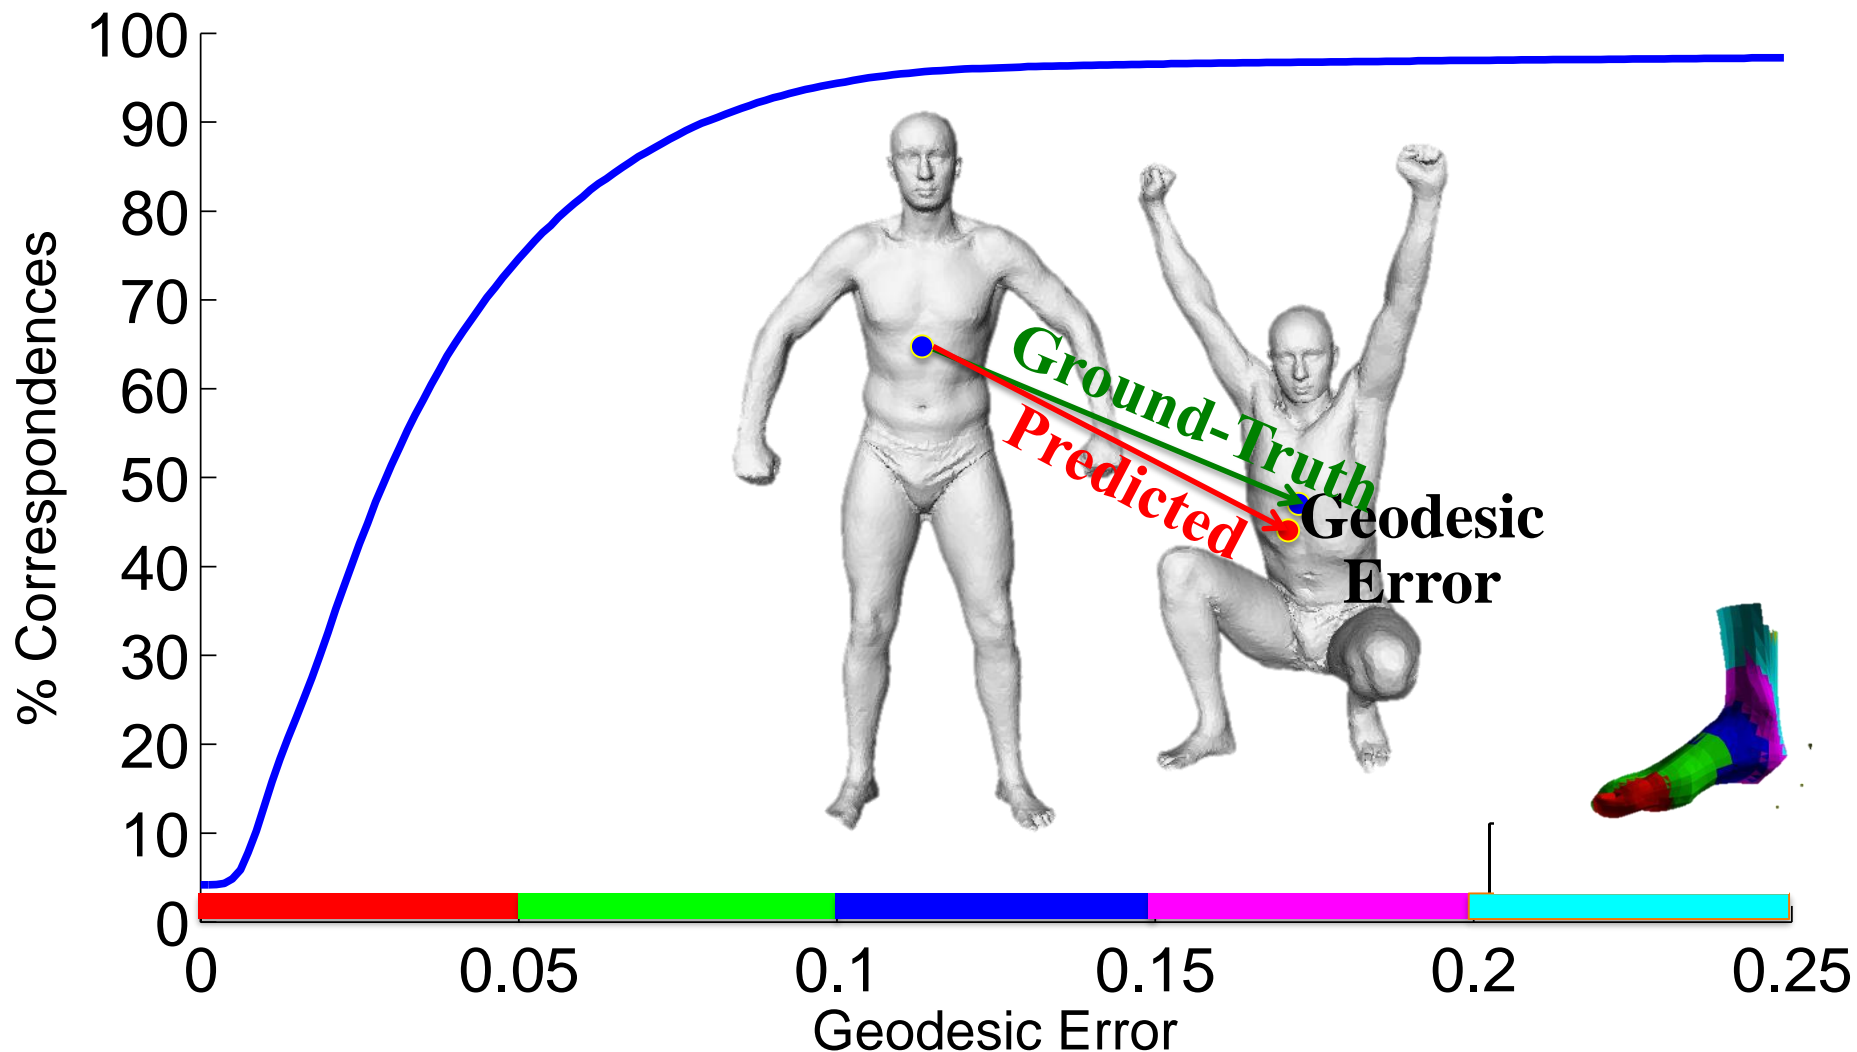 100
90
80
70
60
50
40
30
20
10
0
% Correspondences
Ground-Truth
Predicted
Geodesic
Error
0 0.05 0.1 0.15 0.2 0.25
Geodesic Error